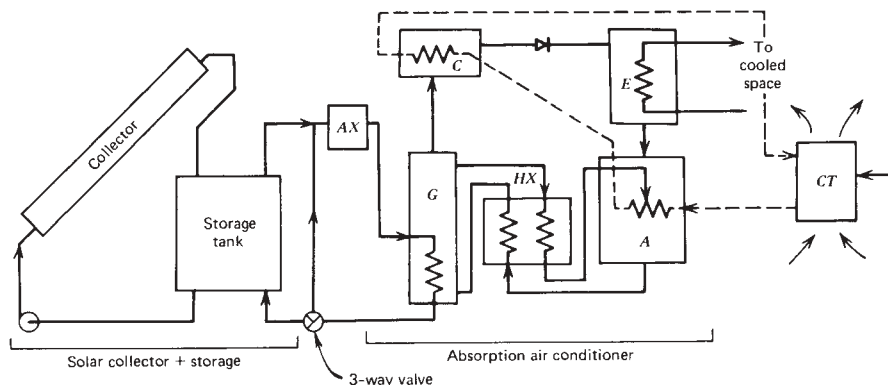 Collector
Storage
tank
AX
C
G
HX
E
A
To
cooled
space
CT
Solar collector + storage
3-way valve
Absorption air conditioner